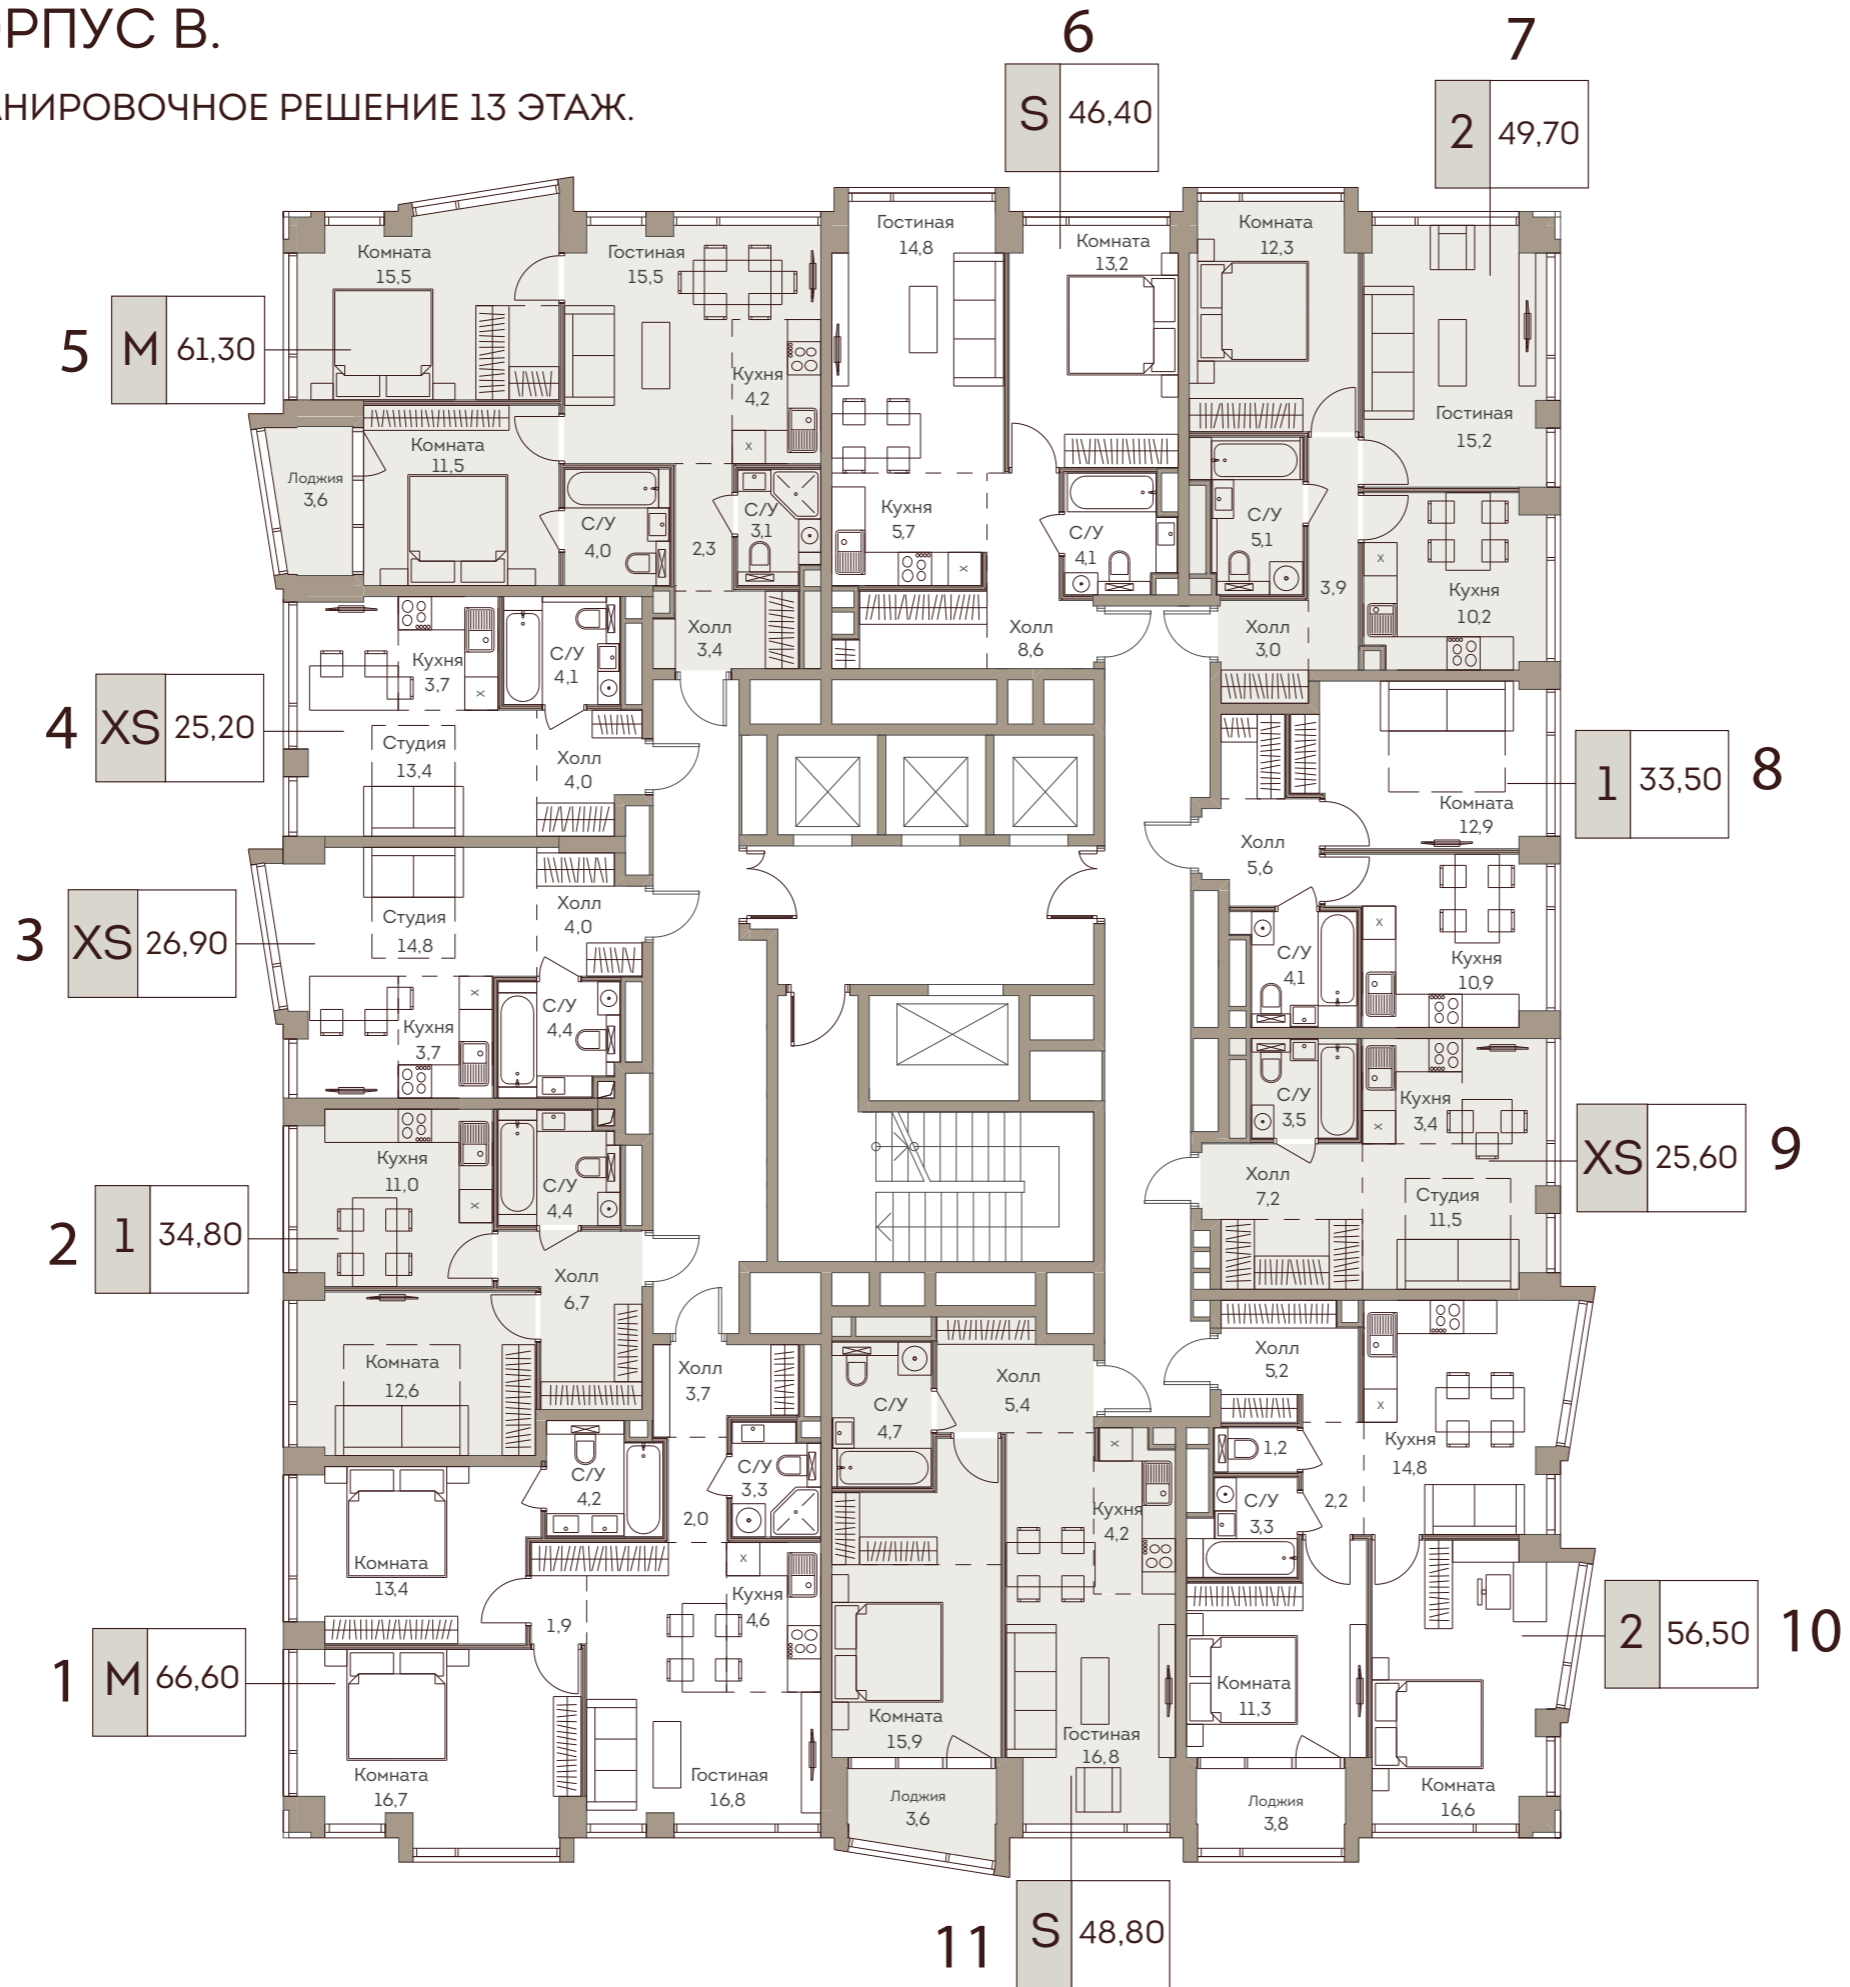 ОРПУС В.
АНИРОВОЧНОЕ РЕШЕНИЕ 13 ЭТАЖ.
6
S 46,40
7
2 49,70
5 M 61,30
Комната
15,5
Гостиная
15,5
Кухня
4,2
Комната
11,5
Лоджия
3,6
С/У
4,0
2,3
С/У
3,1
Холл
3,4
Гостиная
14,8
Комната
13,2
Кухня
5,7
С/У
4,1
Холл
8,6
Комната
12,3
Гостиная
15,2
С/У
5,1
3,9
Кухня
10,2
Холл
3,0
4 XS 25,20
Кухня
3,7
С/У
4,1
Студия
13,4
Холл
4,0
8
1 33,50
Комната
12,9
Холл
5,6
С/У
4,1
Кухня
10,9
3 XS 26,90
Студия
14,8
Холл
4,0
Кухня
3,7
С/У
4,4
9
XS 25,60
С/У
3,5
Кухня
3,4
Холл
7,2
Студия
11,5
2 1 34,80
Кухня
11,0
С/У
4,4
Холл
6,7
Комната
12,6
10
2 56,50
Холл
5,2
1,2
Кухня
14,8
С/У
3,3
2,2
Комната
11,3
Комната
16,6
Лоджия
3,8
1 M 66,60
Холл
3,7
С/У
4,2
С/У
3,3
2,0
Комната
13,4
1,9
Кухня
4,6
Комната
16,7
Гостиная
16,8
11
S 48,80
С/У
4,7
Холл
5,4
Кухня
4,2
Комната
15,9
Гостиная
16,8
Лоджия
3,6
x
x
x
x
x
x
x
x
x
x
x